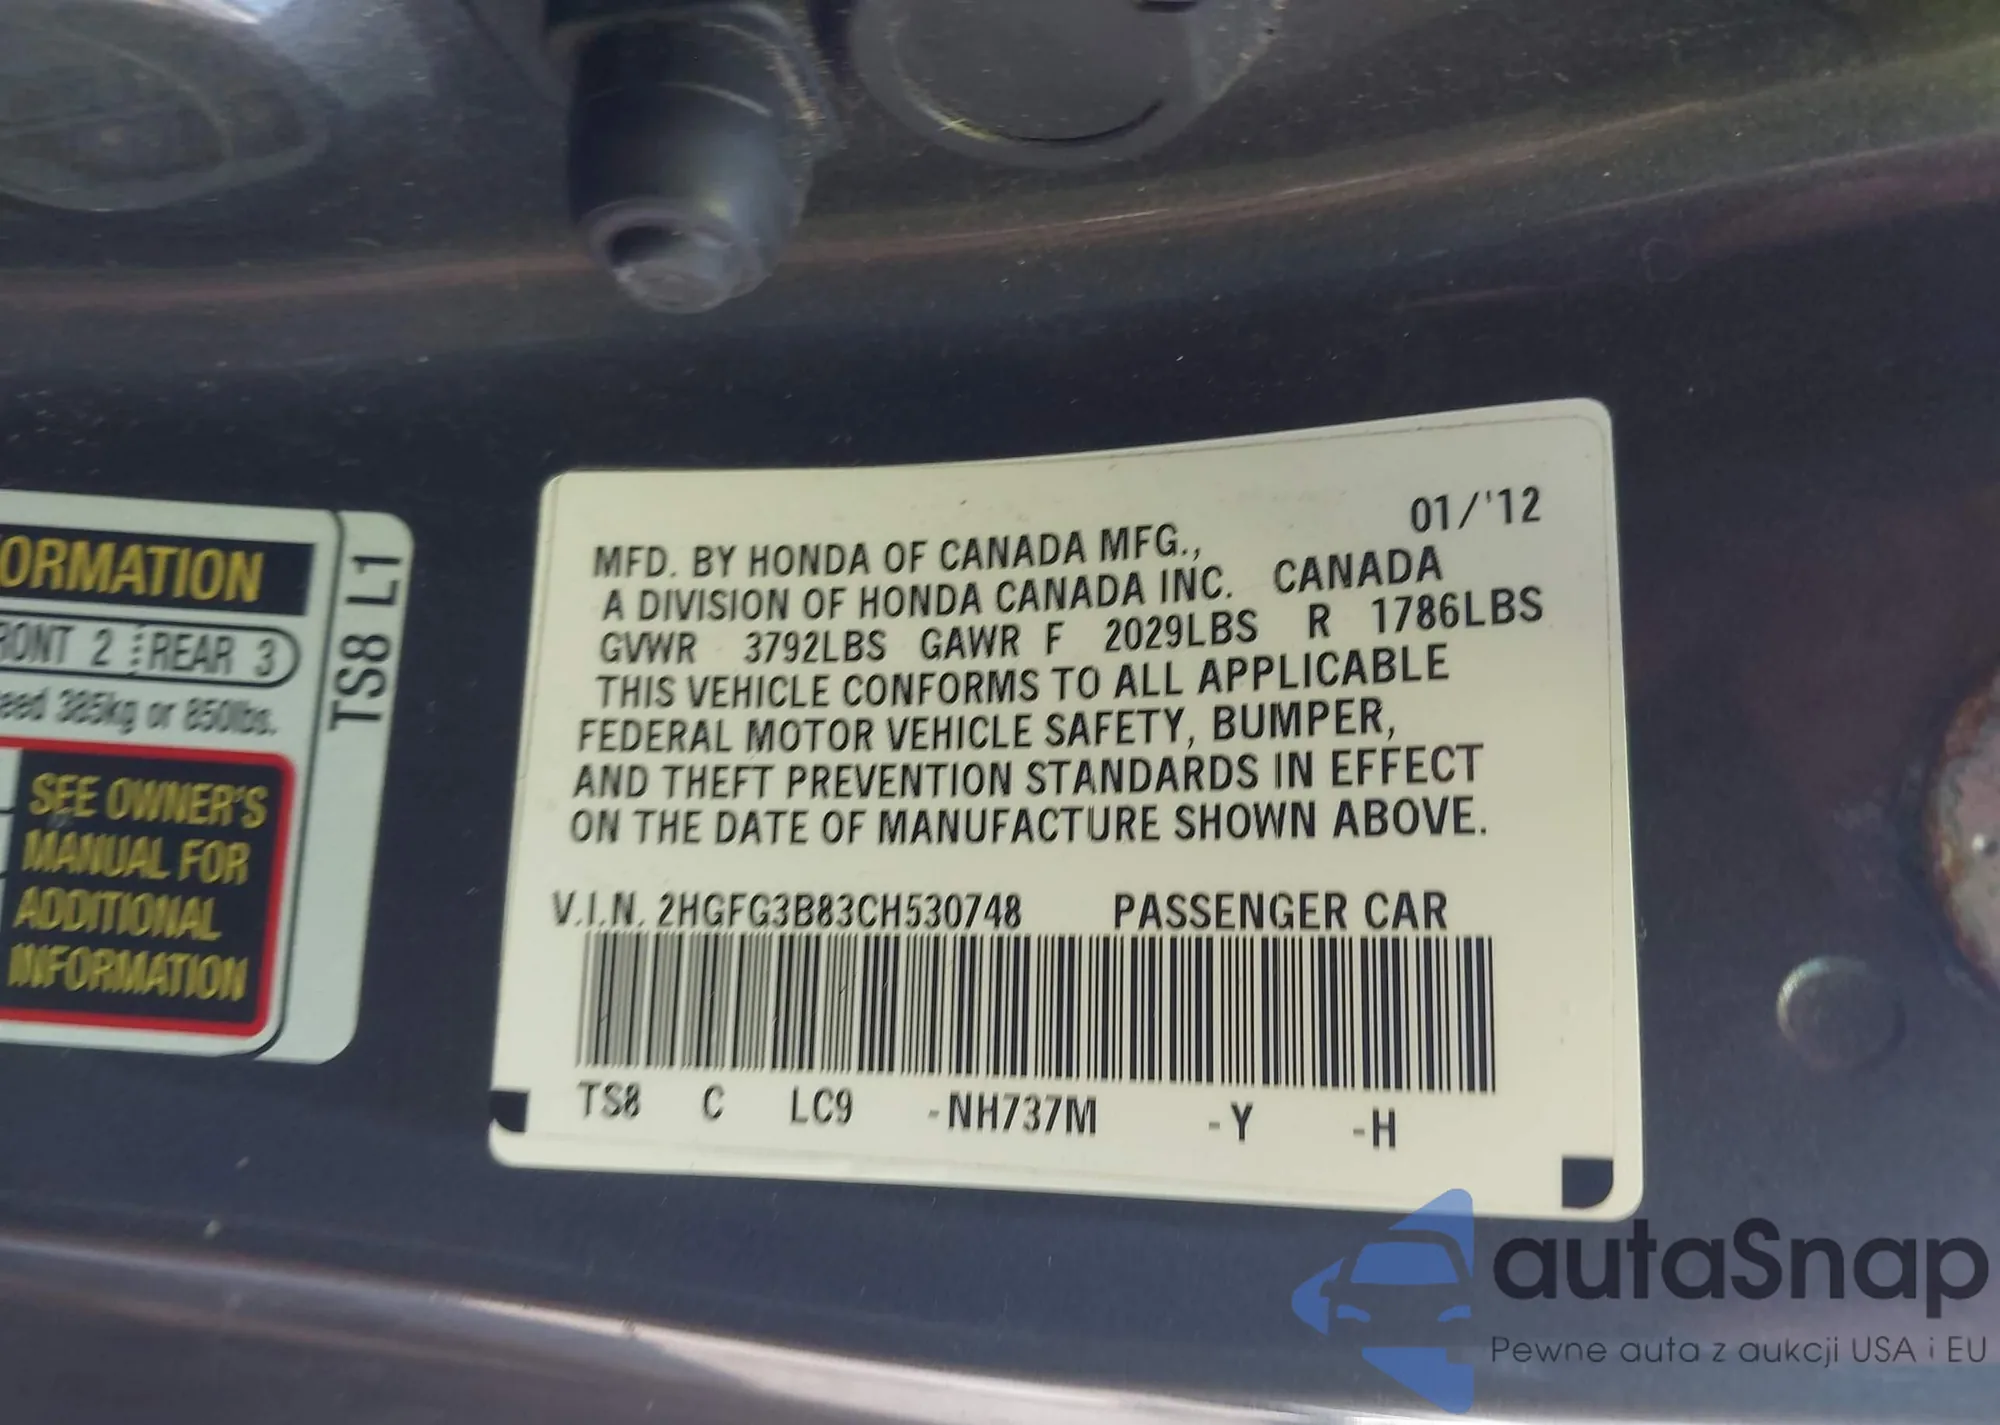 ORMATION
RONT 2 REAR 3
eed 385kg or 850lbs.
SEE OWNER'S
MANUAL FOR
ADDITIONAL
INFORMATION
TS8 L1
01/'12
MFD. BY HONDA OF CANADA MFG.,
A DIVISION OF HONDA CANADA INC. CANADA
GVWR 3792LBS GAWR F 2029LBS R 1786LBS
THIS VEHICLE CONFORMS TO ALL APPLICABLE
FEDERAL MOTOR VEHICLE SAFETY, BUMPER,
AND THEFT PREVENTION STANDARDS IN EFFECT
ON THE DATE OF MANUFACTURE SHOWN ABOVE.
V.I.N. 2HGFG3B83CH530748 PASSENGER CAR
TS8 C LC9 -NH737M -Y -H
autaSnap
Pewne auta z aukcji USA i EU